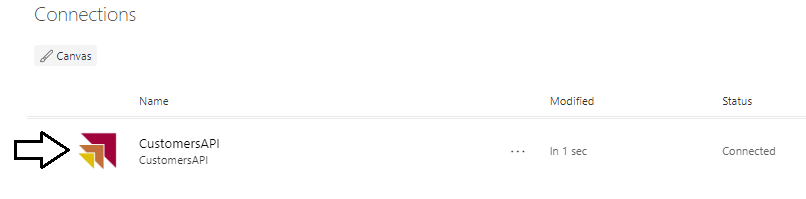 Connections
Canvas
Name Modified Status
CustomersAPI
CustomersAPI
... In 1 sec Connected